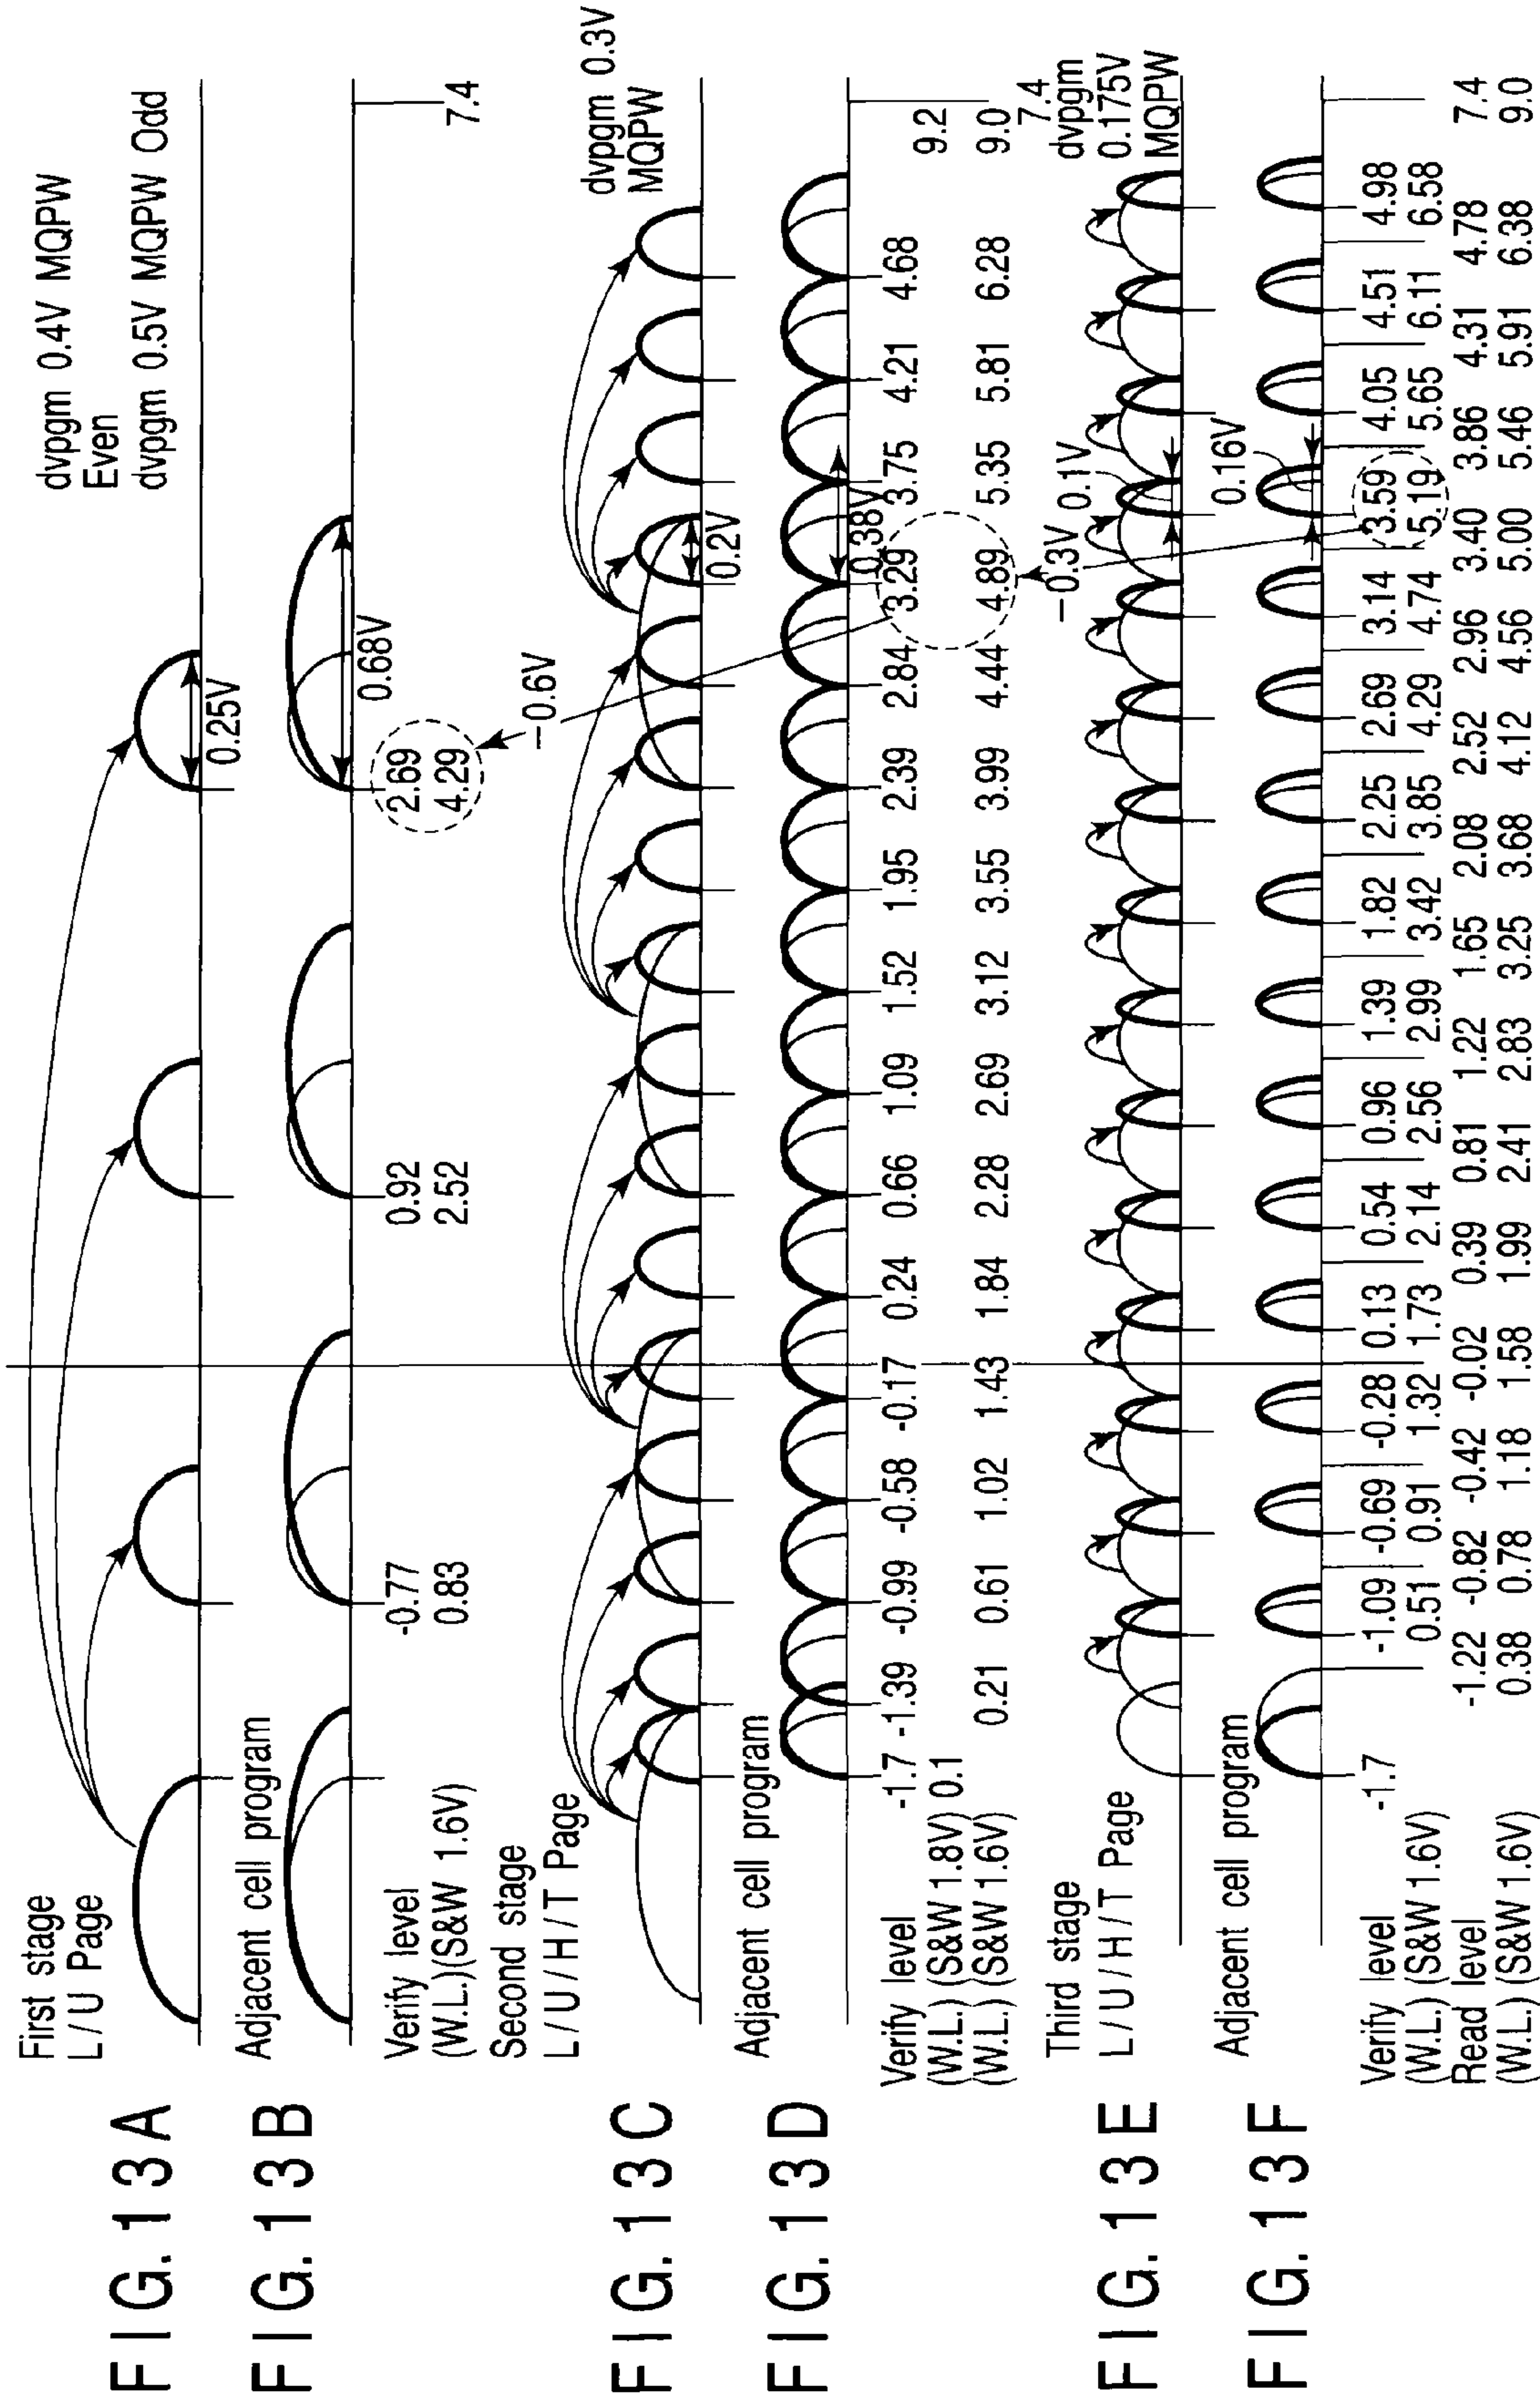 FIG. 13A
First stage
L / U Page
dvpgm 0.4V MQPW
Even
dvpgm 0.5V MQPW Odd
0.25V
FIG. 13B
Adjacent cell program
0.68V
Verify level
(W.L.)(S&W 1.6V)
-0.77 0.92 2.69 7.4
0.83 2.52 4.29
-0.6V
FIG. 13C
Second stage
L / U / H / T Page
dvpgm 0.3V
MQPW
0.2V
FIG. 13D
Adjacent cell program
0.38V
Verify level -1.7 -1.39 -0.99 -0.58 -0.17 0.24 0.66 1.09 1.52 1.95 2.39 2.84 3.29 3.75 4.21 4.68
(W.L.) (S&W 1.8V) 0.1 9.2
(W.L.) (S&W 1.6V) 0.21 0.61 1.02 1.43 1.84 2.28 2.69 3.12 3.55 3.99 4.44 4.89 5.35 5.81 6.28 9.0
7.4
-0.3V
FIG. 13E
Third stage
L / U / H / T Page
dvpgm
0.175V
MQPW
0.1V
FIG. 13F
Adjacent cell program
0.16V
Verify level -1.7 -1.09 -0.69 -0.28 0.13 0.54 0.96 1.39 1.82 2.25 2.69 3.14 3.59 4.05 4.51 4.98
(W.L.) (S&W 1.6V) 0.51 0.91 1.32 1.73 2.14 2.56 2.99 3.42 3.85 4.29 4.74 5.19 5.65 6.11 6.58
Read level -1.22 -0.82 -0.42 -0.02 0.39 0.81 1.22 1.65 2.08 2.52 2.96 3.40 3.86 4.31 4.78 7.4
(W.L.) (S&W 1.6V) 0.38 0.78 1.18 1.58 1.99 2.41 2.83 3.25 3.68 4.12 4.56 5.00 5.46 5.91 6.38 9.0